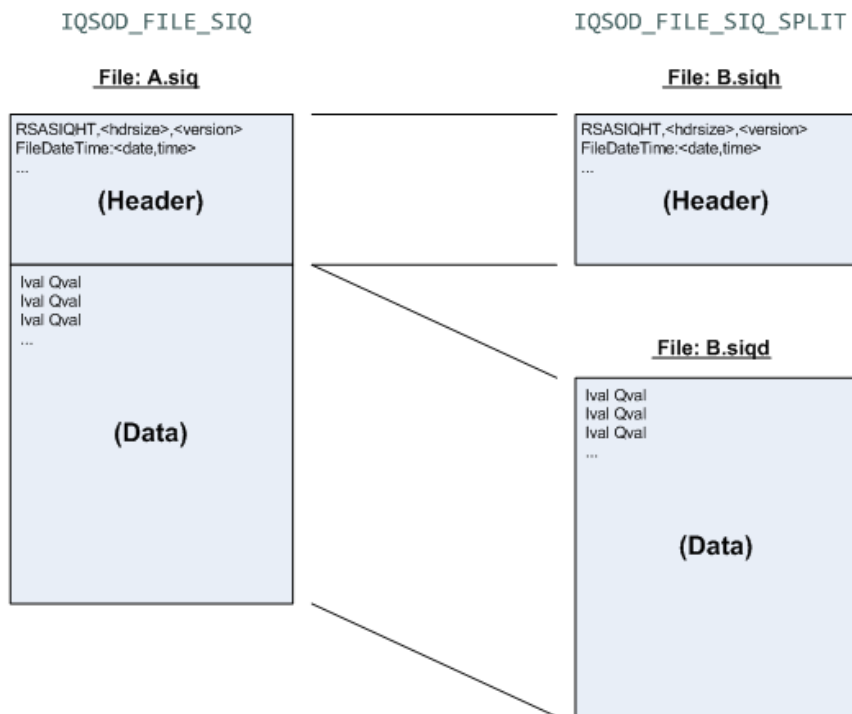 IQSOD_FILE_SIQ
File: A.siq
RSASIQHT,<hdrsize>,<version>
FileDateTime:<date,time>
...
(Header)
Ival Qval
Ival Qval
Ival Qval
...
(Data)
IQSOD_FILE_SIQ_SPLIT
File: B.siqh
RSASIQHT,<hdrsize>,<version>
FileDateTime:<date,time>
...
(Header)
File: B.siqd
Ival Qval
Ival Qval
Ival Qval
...
(Data)